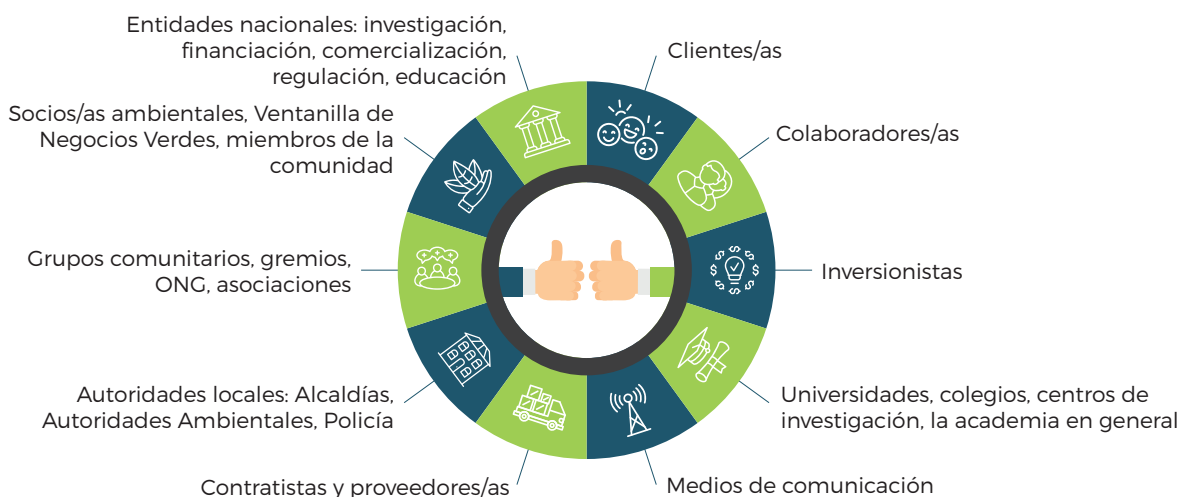 Entidades nacionales: investigación,
financiación, comercialización,
regulación, educación
Clientes/as
Socios/as ambientales, Ventanilla de
Negocios Verdes, miembros de la
comunidad
Colaboradores/as
Grupos comunitarios, gremios,
ONG, asociaciones
Inversionistas
Autoridades locales: Alcaldías,
Autoridades Ambientales, Policía
Universidades, colegios, centros de
investigación, la academia en general
Contratistas y proveedores/as
Medios de comunicación